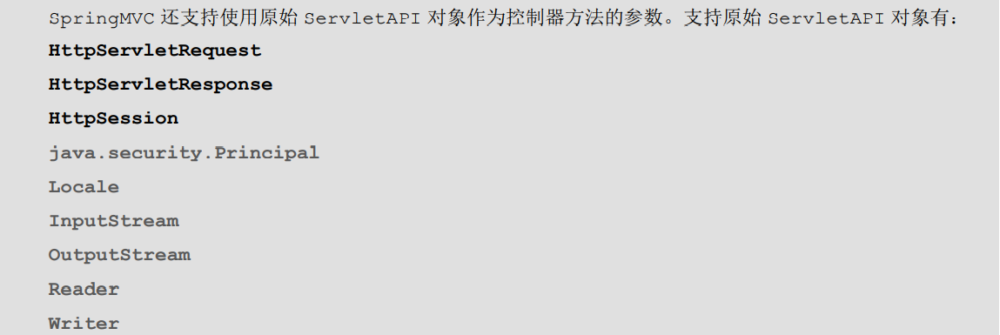 SpringMVC 还支持使用原始 ServletAPI 对象作为控制器方法的参数。支持原始 ServletAPI 对象有：
HttpServletRequest
HttpServletResponse
HttpSession
java.security.Principal
Locale
InputStream
OutputStream
Reader
Writer